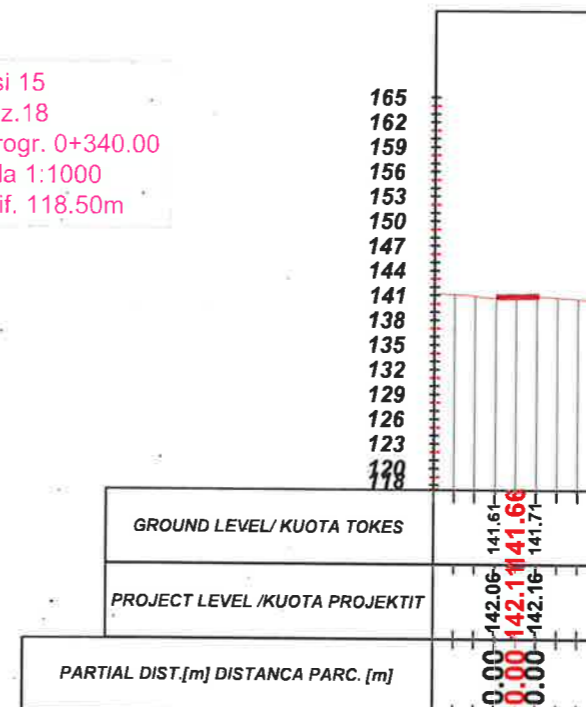 si 15
z.18
rogr. 0+340.00
la 1:1000
if. 118.50m
165
162
159
156
153
150
147
144
141
138
135
132
129
126
123
120
118
GROUND LEVEL/ KUOTA TOKES 141.61 141.66 141.71
PROJECT LEVEL /KUOTA PROJEKTIT 142.06 142.11 142.16
PARTIAL DIST.[m] DISTANCA PARC. [m] 0.00 0.00 0.00